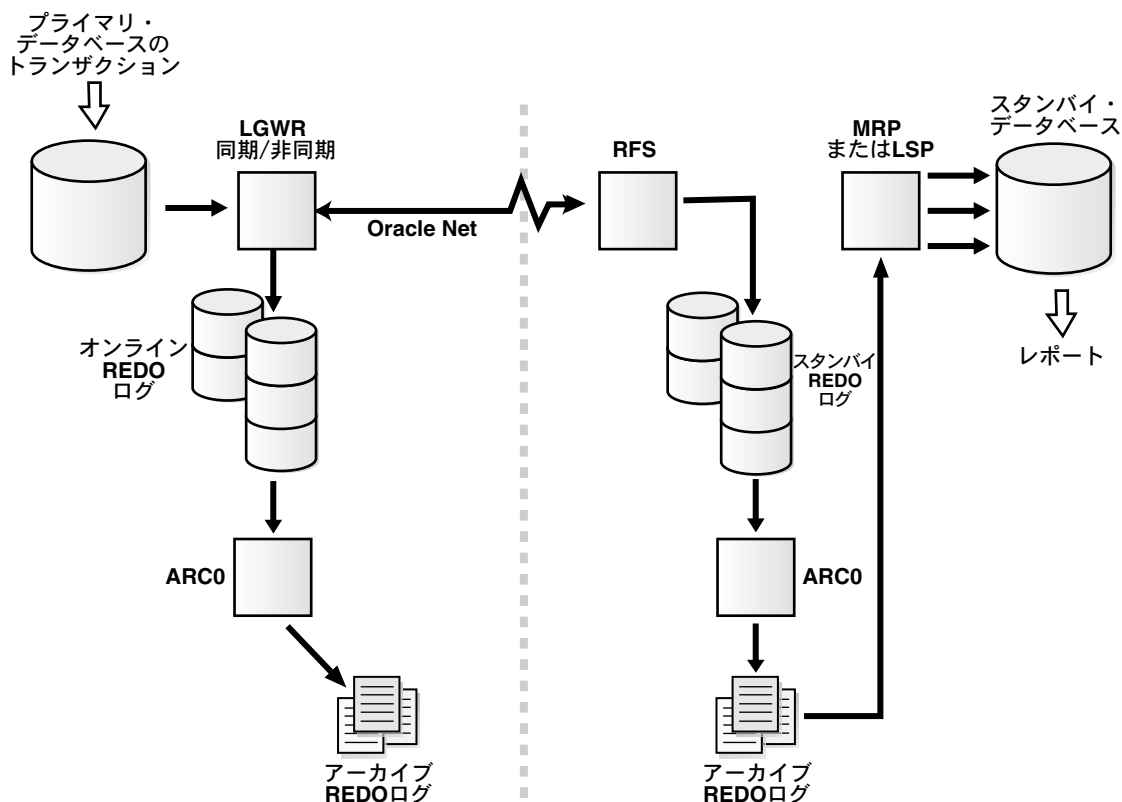 プライマリ・
データベースの
トランザクション
LGWR
同期/非同期
RFS
MRP
またはLSP
スタンバイ・
データベース
Oracle Net
オンライン
REDO
ログ
スタンバイ
REDO
ログ
レポート
ARC0
ARC0
アーカイブ
REDOログ
アーカイブ
REDOログ